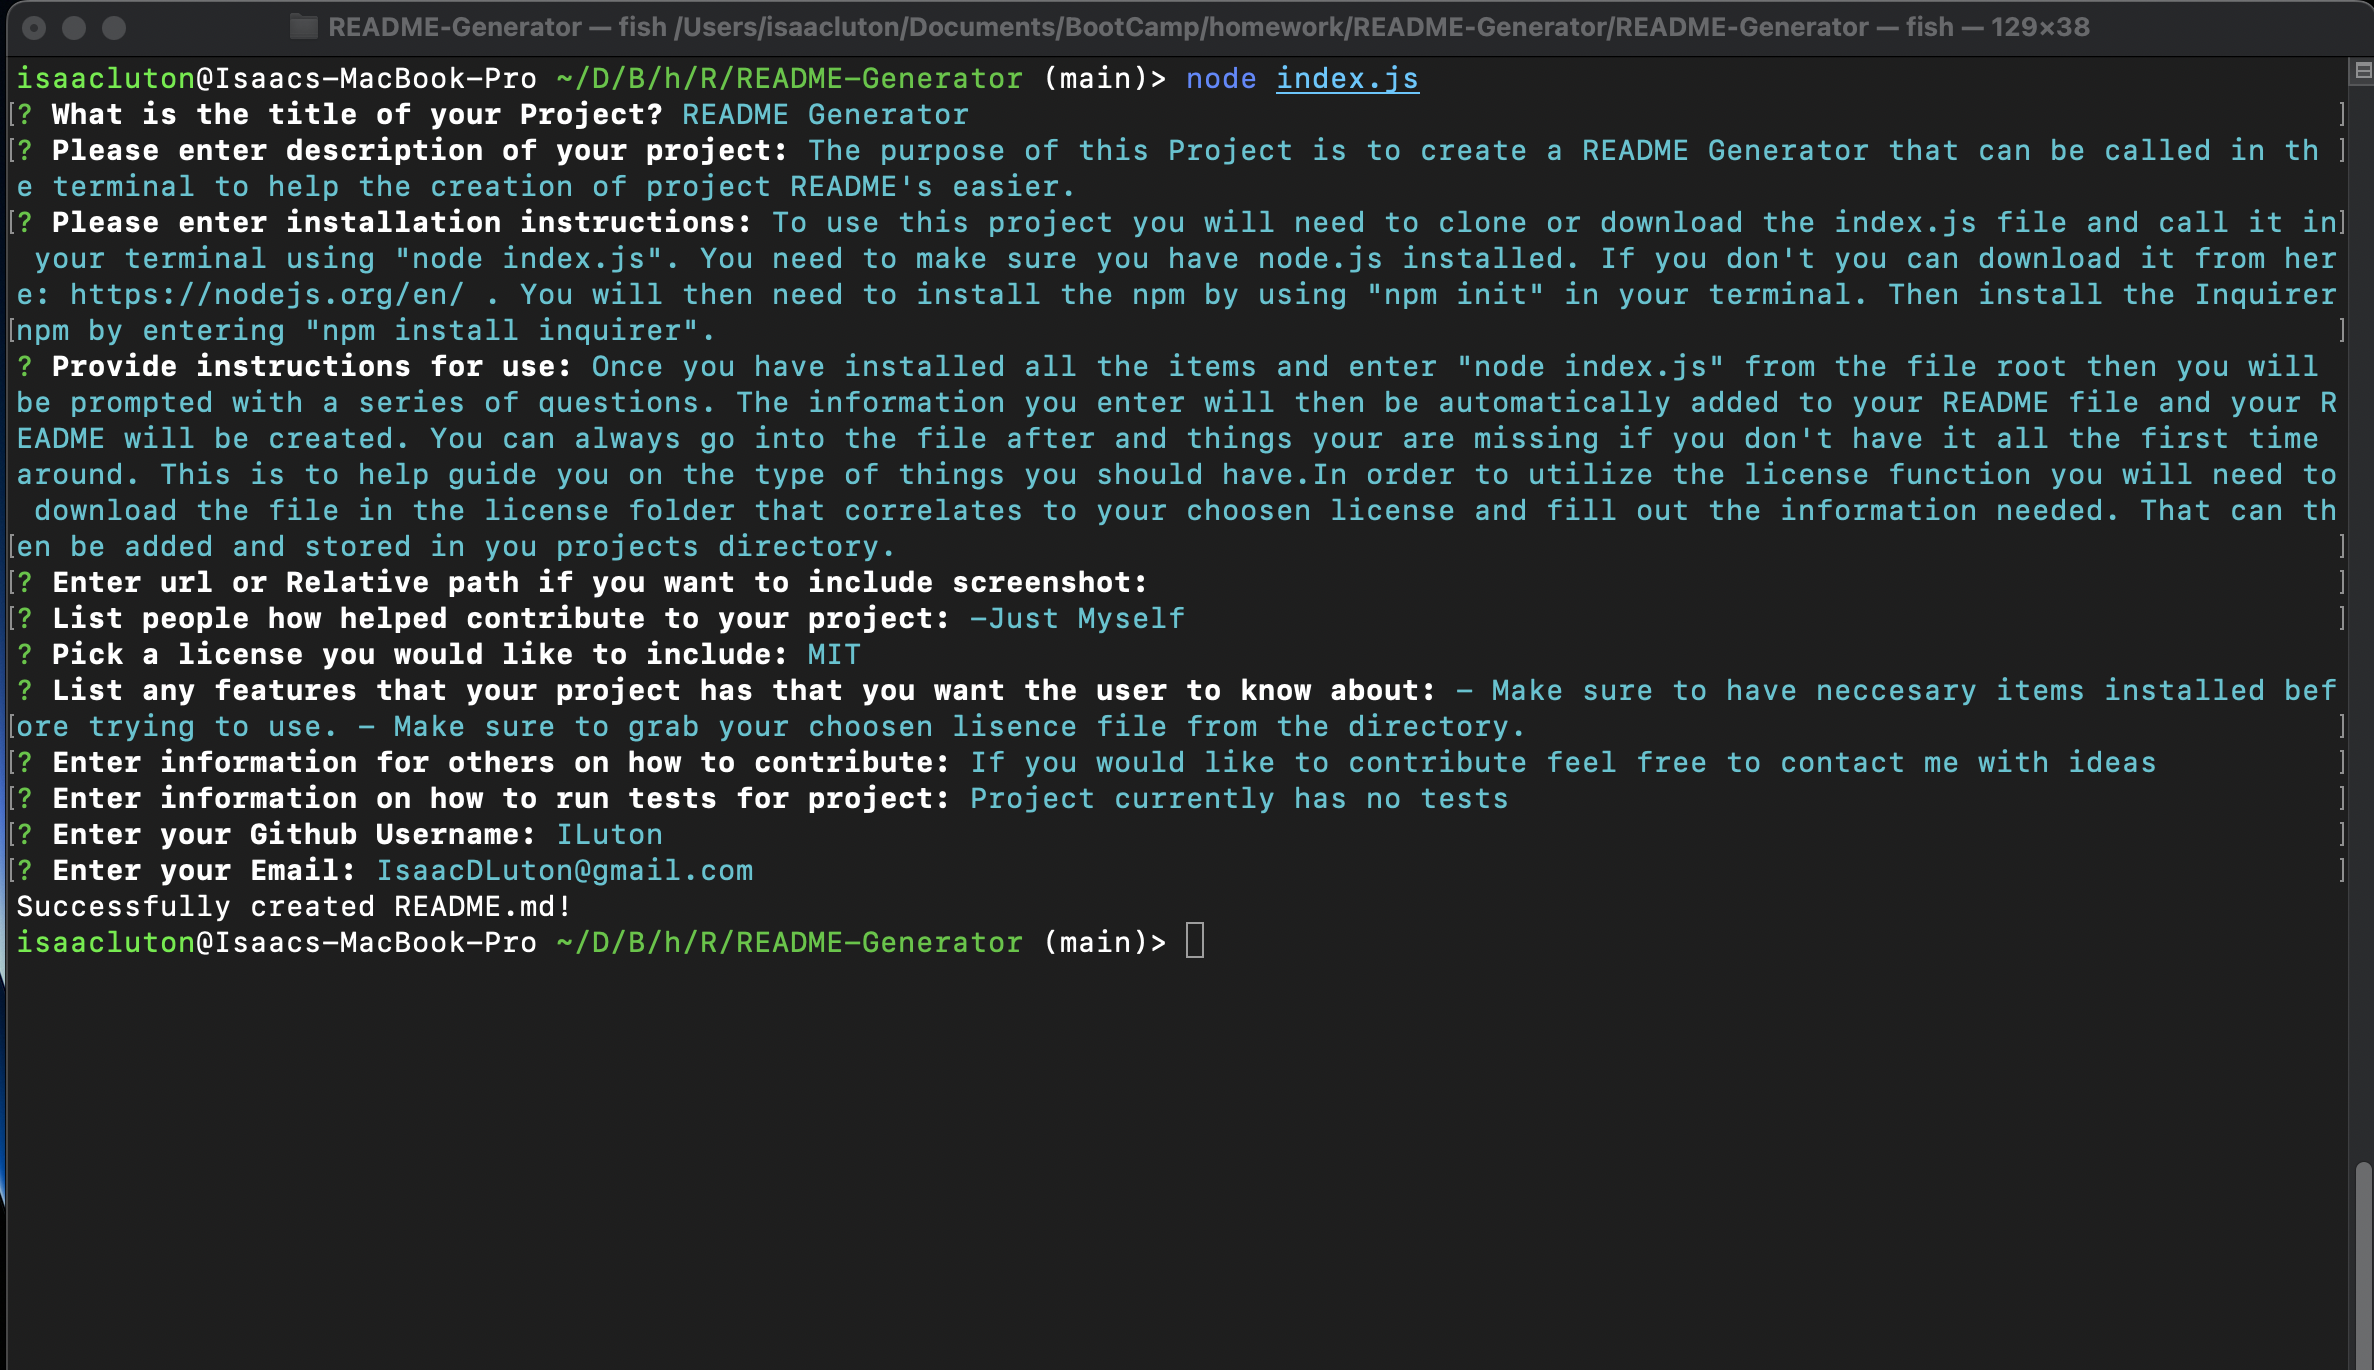 README-Generator — fish /Users/isaacluton/Documents/BootCamp/homework/README-Generator/README-Generator — fish — 129×38
isaacluton@Isaacs-MacBook-Pro ~/D/B/h/R/README-Generator (main)> node index.js
[? What is the title of your Project? README Generator ]
[? Please enter description of your project: The purpose of this Project is to create a README Generator that can be called in th ]
e terminal to help the creation of project README's easier.
[? Please enter installation instructions: To use this project you will need to clone or download the index.js file and call it in]
your terminal using "node index.js". You need to make sure you have node.js installed. If you don't you can download it from her
e: https://nodejs.org/en/ . You will then need to install the npm by using "npm init" in your terminal. Then install the Inquirer
[npm by entering "npm install inquirer". ]
? Provide instructions for use: Once you have installed all the items and enter "node index.js" from the file root then you will
be prompted with a series of questions. The information you enter will then be automatically added to your README file and your R
EADME will be created. You can always go into the file after and things your are missing if you don't have it all the first time
around. This is to help guide you on the type of things you should have.In order to utilize the license function you will need to
download the file in the license folder that correlates to your choosen license and fill out the information needed. That can th
[en be added and stored in you projects directory. ]
[? Enter url or Relative path if you want to include screenshot: ]
[? List people how helped contribute to your project: -Just Myself ]
? Pick a license you would like to include: MIT
? List any features that your project has that you want the user to know about: - Make sure to have neccesary items installed bef
[ore trying to use. - Make sure to grab your choosen lisence file from the directory. ]
[? Enter information for others on how to contribute: If you would like to contribute feel free to contact me with ideas ]
[? Enter information on how to run tests for project: Project currently has no tests ]
[? Enter your Github Username: ILuton ]
[? Enter your Email: IsaacDLuton@gmail.com ]
Successfully created README.md!
isaacluton@Isaacs-MacBook-Pro ~/D/B/h/R/README-Generator (main)>